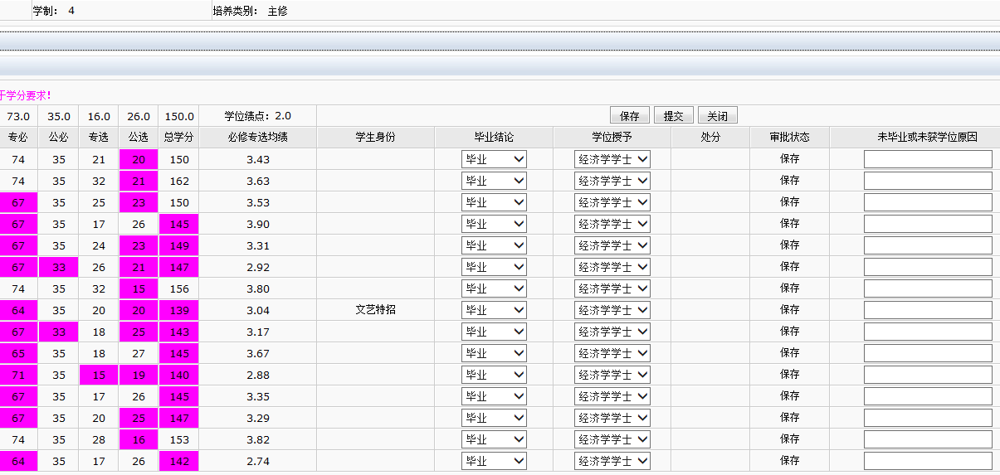 学制： 4 培养类别： 主修
于学分要求！
73.0 35.0 16.0 26.0 150.0 学位绩点：2.0 保存 提交 关闭
专必 公必 专选 公选 总学分 必修专选均绩 学生身份 毕业结论 学位授予 处分 审批状态 未毕业或未获学位原因
74 35 21 20 150 3.43 毕业 经济学学士 保存
74 35 32 21 162 3.63 毕业 经济学学士 保存
67 35 25 23 150 3.53 毕业 经济学学士 保存
67 35 17 26 145 3.90 毕业 经济学学士 保存
67 35 24 23 149 3.31 毕业 经济学学士 保存
67 33 26 21 147 2.92 毕业 经济学学士 保存
74 35 32 15 156 3.80 毕业 经济学学士 保存
64 35 20 20 139 3.04 文艺特招 毕业 经济学学士 保存
67 33 18 25 143 3.17 毕业 经济学学士 保存
65 35 18 27 145 3.67 毕业 经济学学士 保存
71 35 15 19 140 2.88 毕业 经济学学士 保存
67 35 17 26 145 3.35 毕业 经济学学士 保存
67 35 20 25 147 3.29 毕业 经济学学士 保存
74 35 28 16 153 3.82 毕业 经济学学士 保存
64 35 17 26 142 2.74 毕业 经济学学士 保存